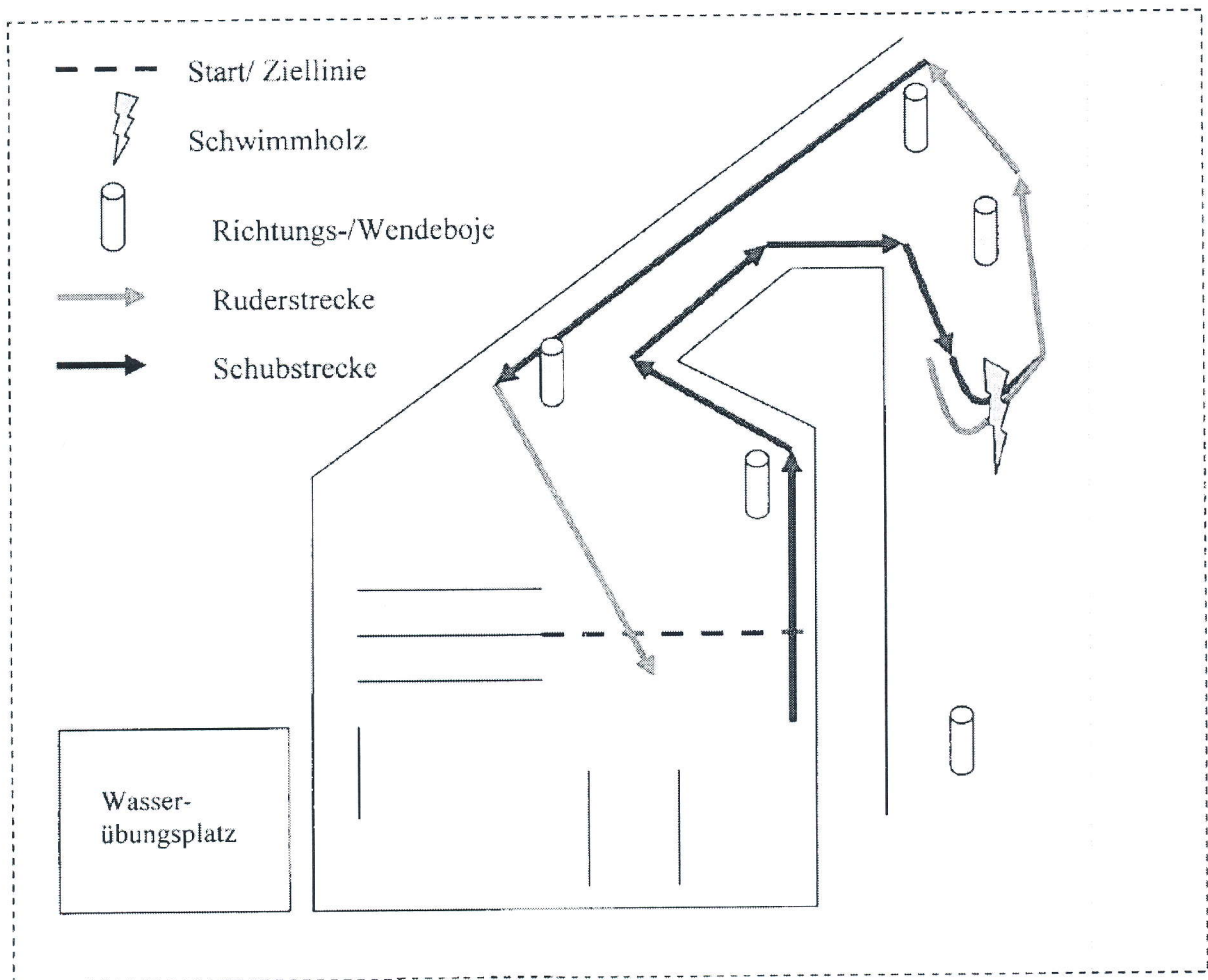 Start/ Ziellinie
Schwimmholz
Richtungs-/Wendeboje
Ruderstrecke
Schubstrecke
Wasser-
übungsplatz